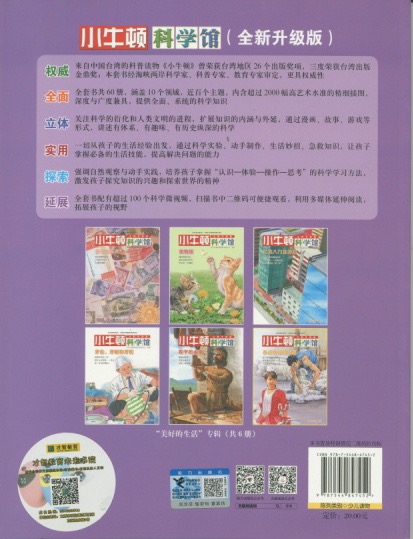 小牛顿科学馆(全新升级版)
权威 来自中国台湾的科普读物《小牛顿》曾荣获台湾地区26个出版奖项,三度荣获台湾出版
金鼎奖,本套书经海峡两岸科学家、科普专家、教育专家审定,更具权威性
全面 全套书共60册,涵盖10个领域,近百个主题,内含超过2000幅高艺术水准的精细插图,
深度与广度兼具,提供全面、系统的科学知识
立体 关注科学的衍化和人类文明的进程,扩展知识的内涵与外延。通过漫画、故事、游戏等
形式,讲述有体系、有趣味、有历史纵深的科学
实用 一切从孩子的生活经验出发,通过科学实验、动手制作、生活妙招、急救知识,让孩子
掌握必备的生活技能,提高解决问题的能力
探索 强调自然观察与动手实践,培养孩子掌握“认识—体验—操作—思考”的科学学习方法,
激发孩子探究知识的兴趣和探索世界的精神
延展 全套书配有超过100个科学微视频,扫描书中二维码可便捷观看,利用多媒体延伸阅读,
拓展孩子的视野
小牛顿科学馆
小牛顿科学馆
小牛顿科学馆
小牛顿科学馆
小牛顿科学馆
小牛顿科学馆
“美好的生活”专辑(共6册)
定价:20.00元